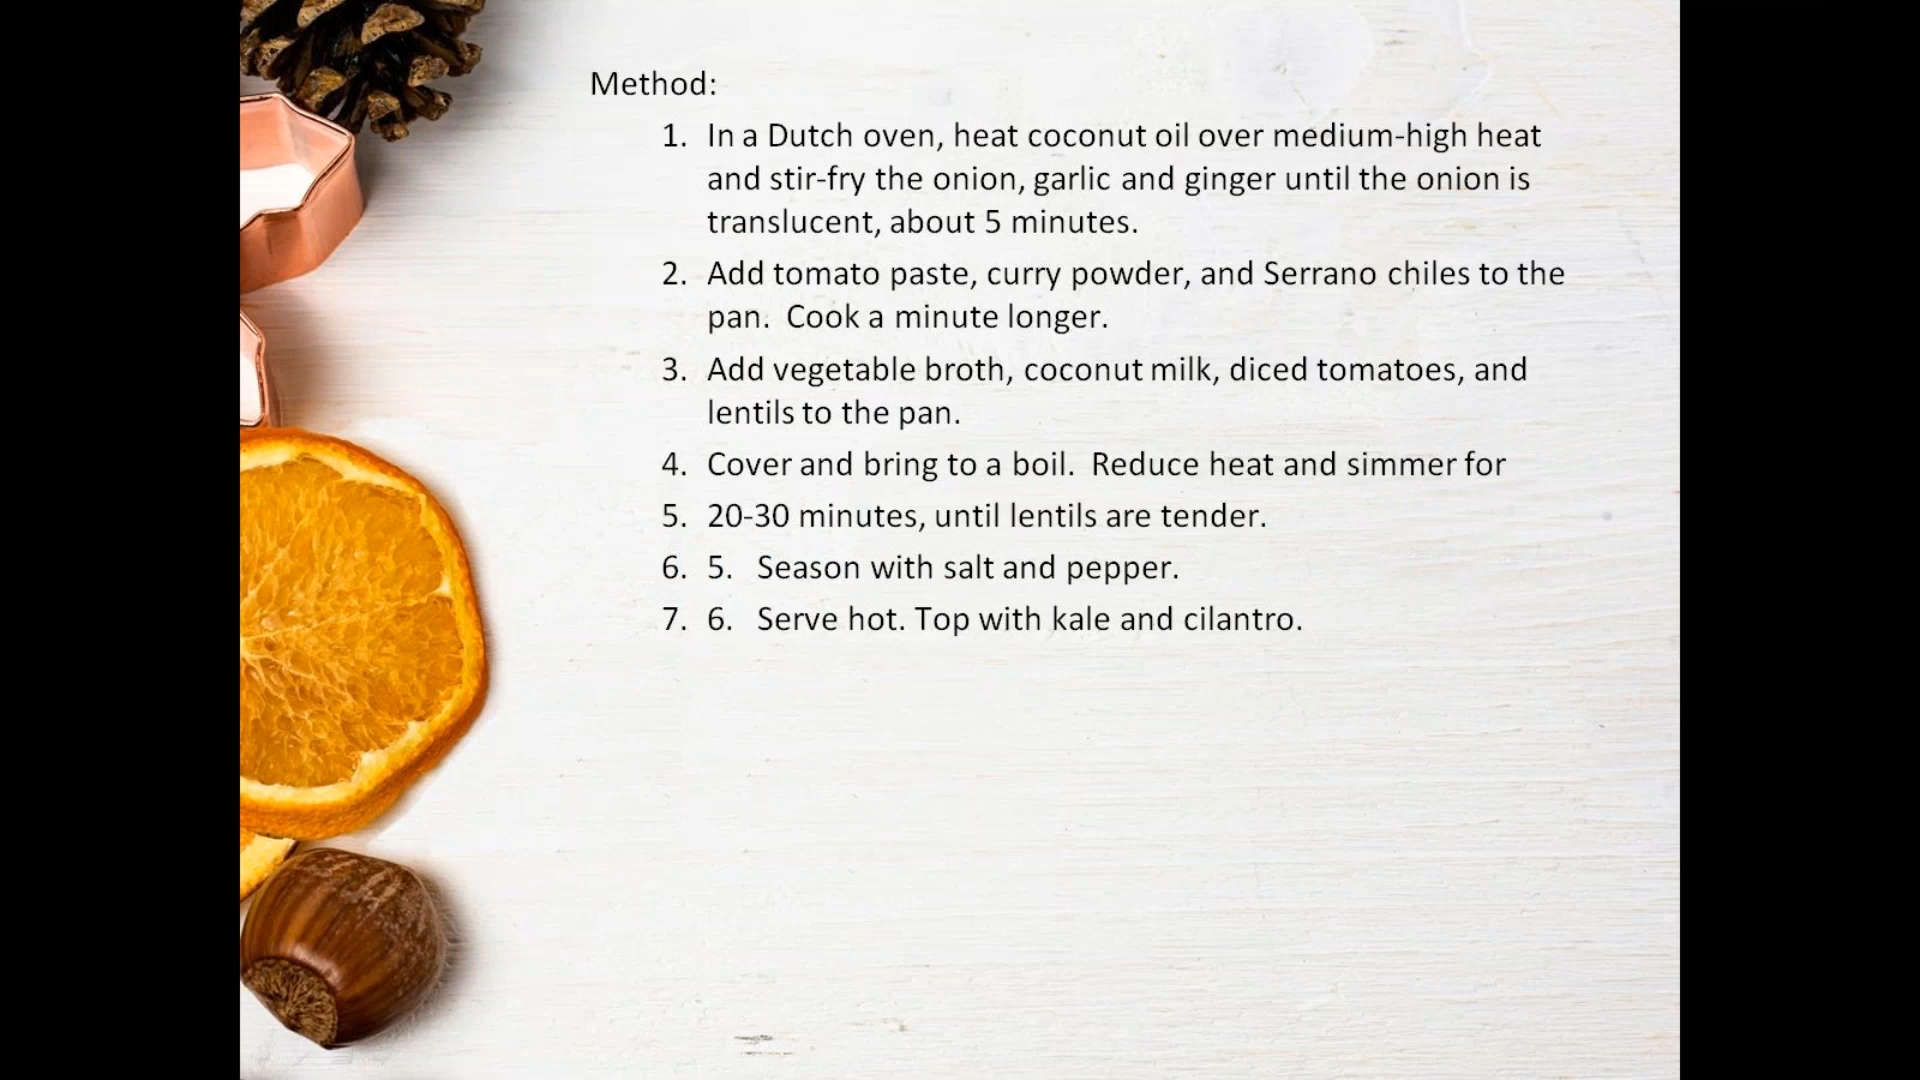 Method:
1. In a Dutch oven, heat coconut oil over medium-high heat
and stir-fry the onion, garlic and ginger until the onion is
translucent, about 5 minutes.
2. Add tomato paste, curry powder, and Serrano chiles to the
pan.  Cook a minute longer.
3. Add vegetable broth, coconut milk, diced tomatoes, and
lentils to the pan.
4. Cover and bring to a boil.  Reduce heat and simmer for
5. 20-30 minutes, until lentils are tender.
6. 5.  Season with salt and pepper.
7. 6.  Serve hot. Top with kale and cilantro.